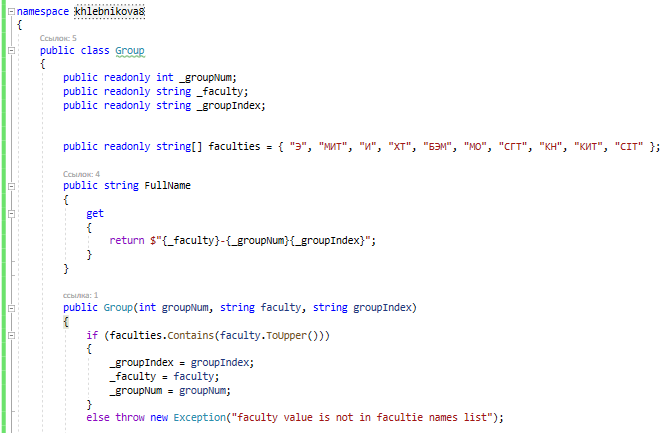 namespace khlebnikova8
{
Ссылок: 5
public class Group
{
public readonly int _groupNum;
public readonly string _faculty;
public readonly string _groupIndex;
public readonly string[] faculties = { "Э", "МИТ", "И", "ХТ", "БЭМ", "МО", "СГТ", "КН", "КИТ", "CIT" };
Ссылок: 4
public string FullName
{
get
{
return $"{_faculty}-{_groupNum}{_groupIndex}";
}
}
ссылка: 1
public Group(int groupNum, string faculty, string groupIndex)
{
if (faculties.Contains(faculty.ToUpper()))
{
_groupIndex = groupIndex;
_faculty = faculty;
_groupNum = groupNum;
}
else throw new Exception("faculty value is not in facultie names list");